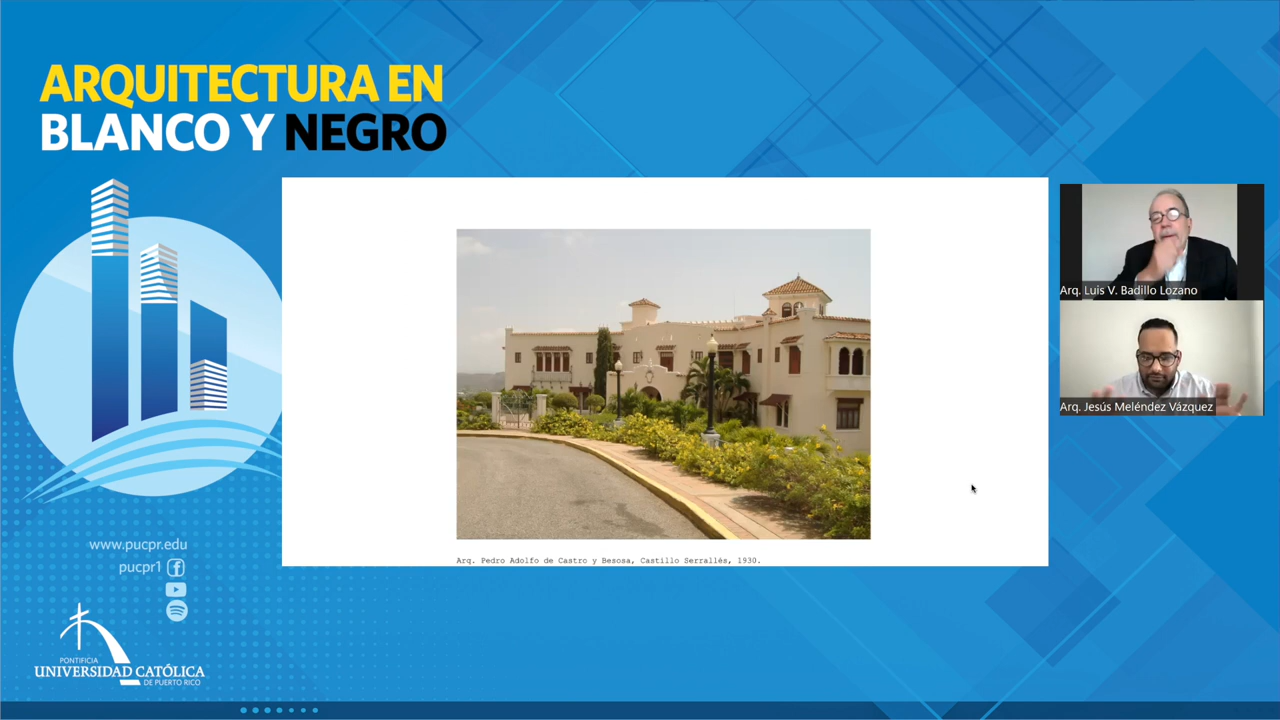 ARQUITECTURA EN
BLANCO Y NEGRO
Arq. Luis V. Badillo Lozano
Arq. Jesús Meléndez Vázquez
Arq. Pedro Adolfo de Castro y Besosa, Castillo Serrallés, 1930.
www.pucpr.edu
pucpr1
PONTIFICIA
UNIVERSIDAD CATÓLICA
DE PUERTO RICO